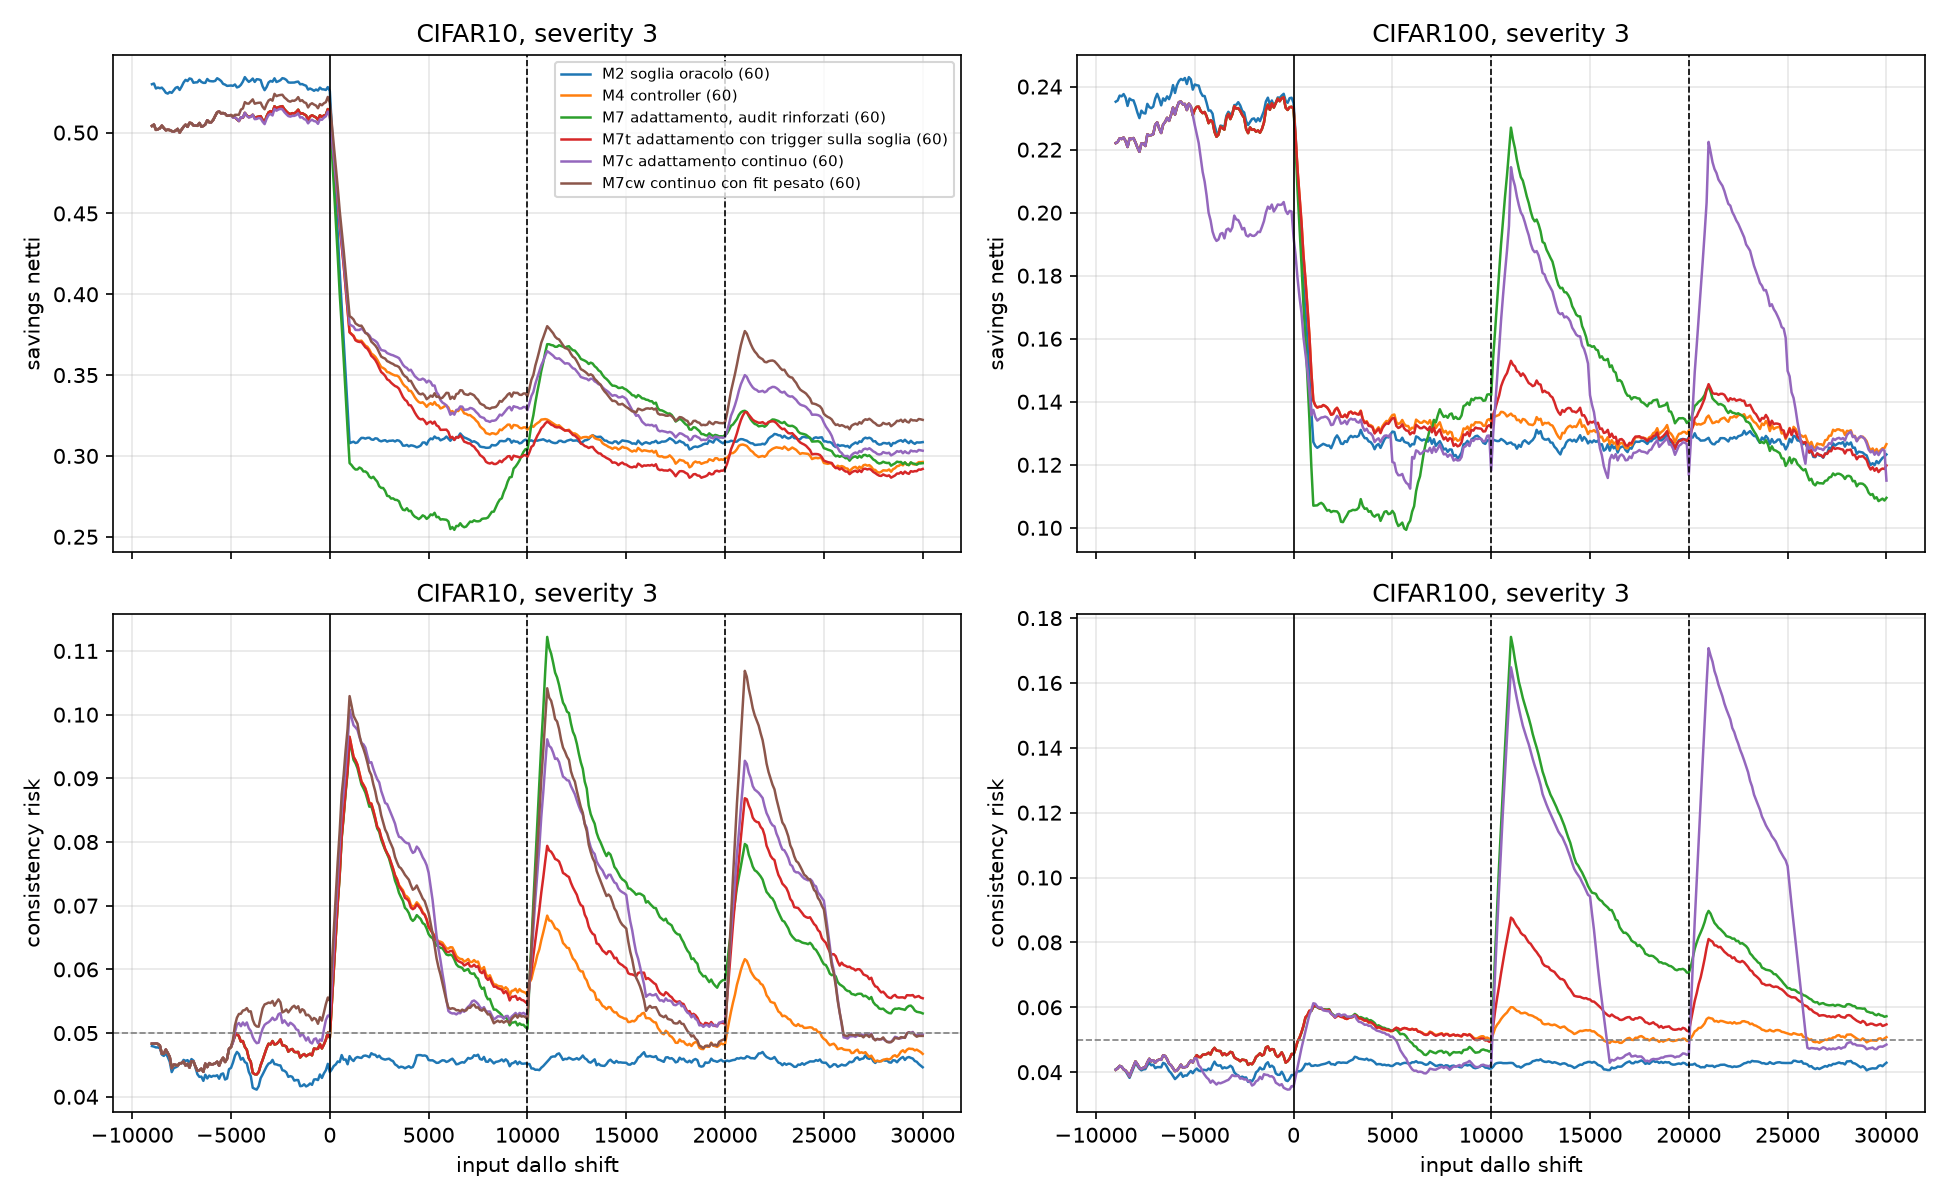 CIFAR10, severity 3
savings netti
0.50
0.45
0.40
0.35
0.30
0.25
M2 soglia oracolo (60)
M4 controller (60)
M7 adattamento, audit rinforzati (60)
M7t adattamento con trigger sulla soglia (60)
M7c adattamento continuo (60)
M7cw continuo con fit pesato (60)
CIFAR100, severity 3
savings netti
0.24
0.22
0.20
0.18
0.16
0.14
0.12
0.10
CIFAR10, severity 3
consistency risk
0.11
0.10
0.09
0.08
0.07
0.06
0.05
0.04
−10000 −5000 0 5000 10000 15000 20000 25000 30000
input dallo shift
CIFAR100, severity 3
consistency risk
0.18
0.16
0.14
0.12
0.10
0.08
0.06
0.04
−10000 −5000 0 5000 10000 15000 20000 25000 30000
input dallo shift